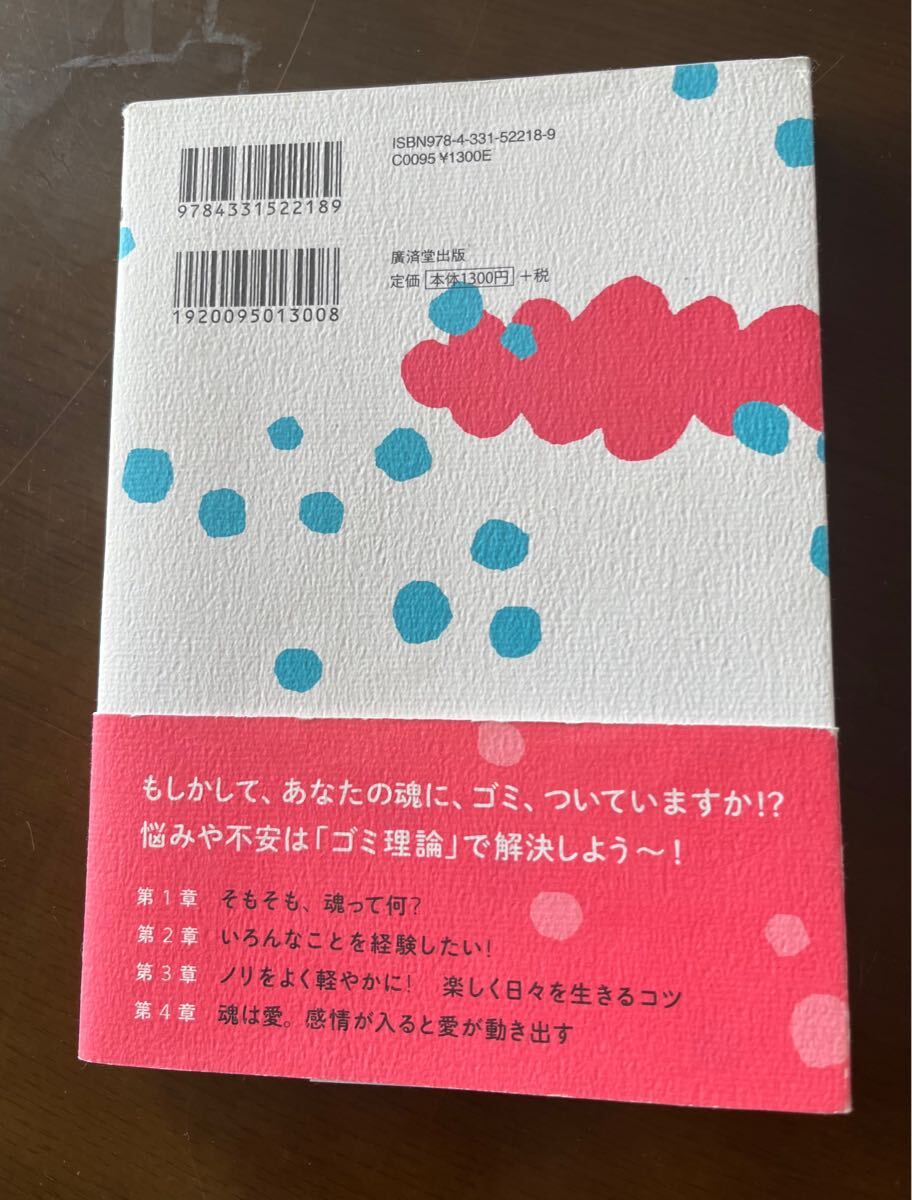 ISBN978-4-331-52218-9
C0095 ¥1300E
9784331522189
廣済堂出版
定価 本体1300円 +税
1920095013008
もしかして、あなたの魂に、ゴミ、ついていますか!?
悩みや不安は「ゴミ理論」で解決しよう〜!
第1章 そもそも、魂って何?
第2章 いろんなことを経験したい!
第3章 ノリをよく軽やかに! 楽しく日々を生きるコツ
第4章 魂は愛。感情が入ると愛が動き出す